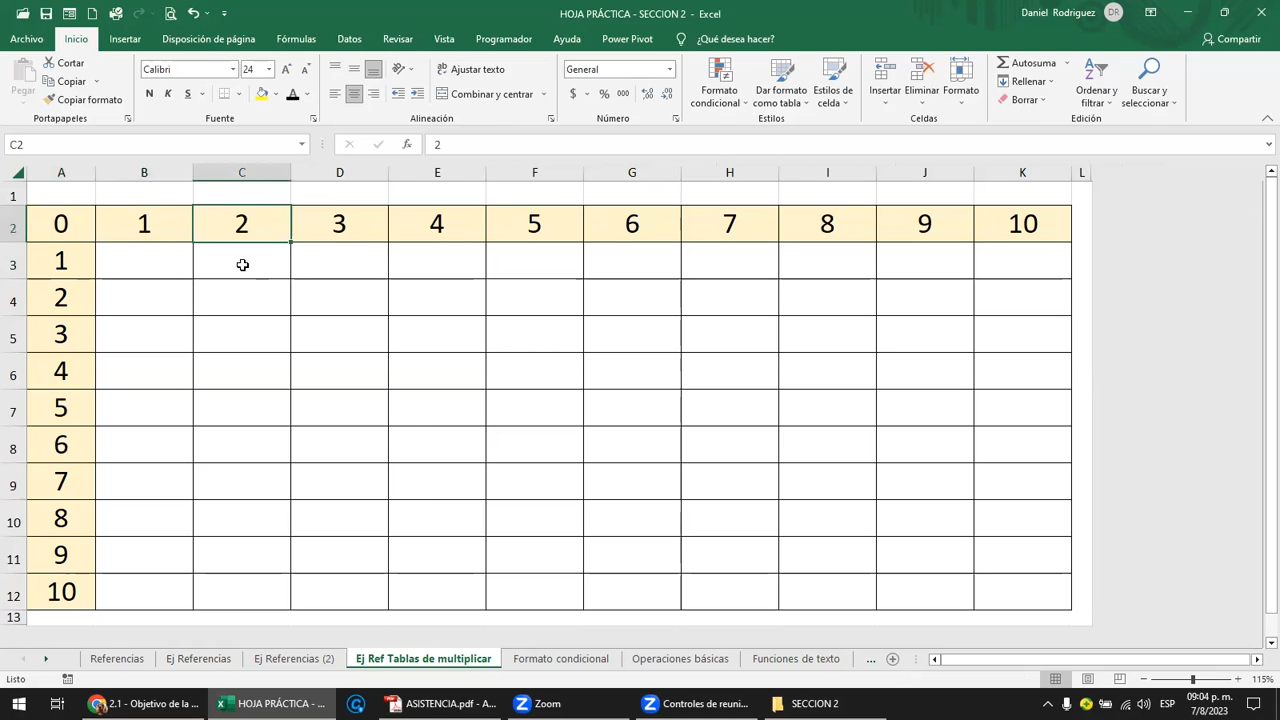 HOJA PRÁCTICA - SECCION 2 - Excel
Daniel Rodriguez DR
Archivo Inicio Insertar Disposición de página Fórmulas Datos Revisar Vista Programador Ayuda Power Pivot ¿Qué desea hacer? Compartir
Pegar
Cortar
Copiar
Copiar formato
Portapapeles
Calibri 24 A A
N K S A
Fuente
Ajustar texto
Combinar y centrar
Alineación
General
$ % 000
Número
Formato condicional
Dar formato como tabla
Estilos de celda
Estilos
Insertar
Eliminar
Formato
Celdas
Autosuma
Rellenar
Borrar
Ordenar y filtrar
Buscar y seleccionar
Edición
C2 fx 2
A B C D E F G H I J K L
1
2 0 1 2 3 4 5 6 7 8 9 10
3 1
4 2
5 3
6 4
7 5
8 6
9 7
10 8
11 9
12 10
13
Referencias Ej Referencias Ej Referencias (2) Ej Ref Tablas de multiplicar Formato condicional Operaciones básicas Funciones de texto ...
Listo 115%
2.1 - Objetivo de la ... HOJA PRÁCTICA - ... ASISTENCIA.pdf - A... Zoom Controles de reuni... SECCION 2 ESP 09:04 p. m.
7/8/2023